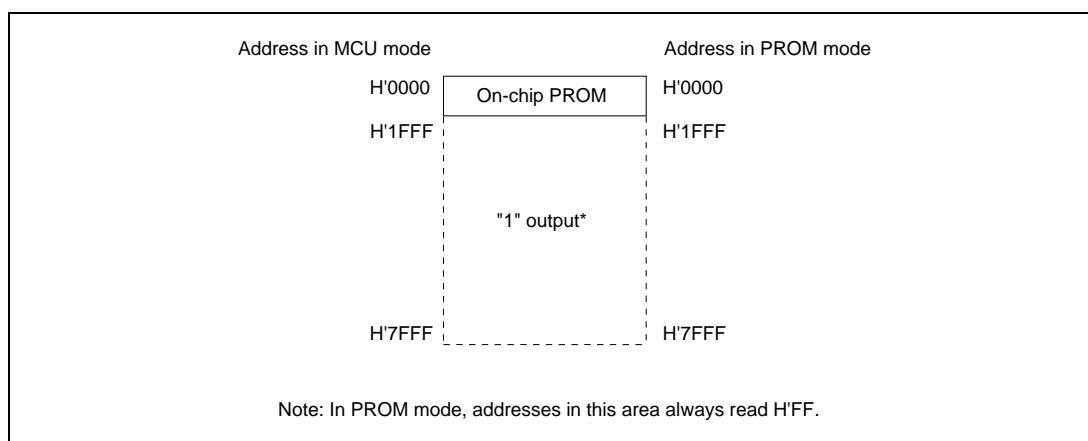 Address in MCU mode Address in PROM mode
H'0000 On-chip PROM H'0000
H'1FFF H'1FFF
"1" output*
H'7FFF H'7FFF
Note: In PROM mode, addresses in this area always read H'FF.